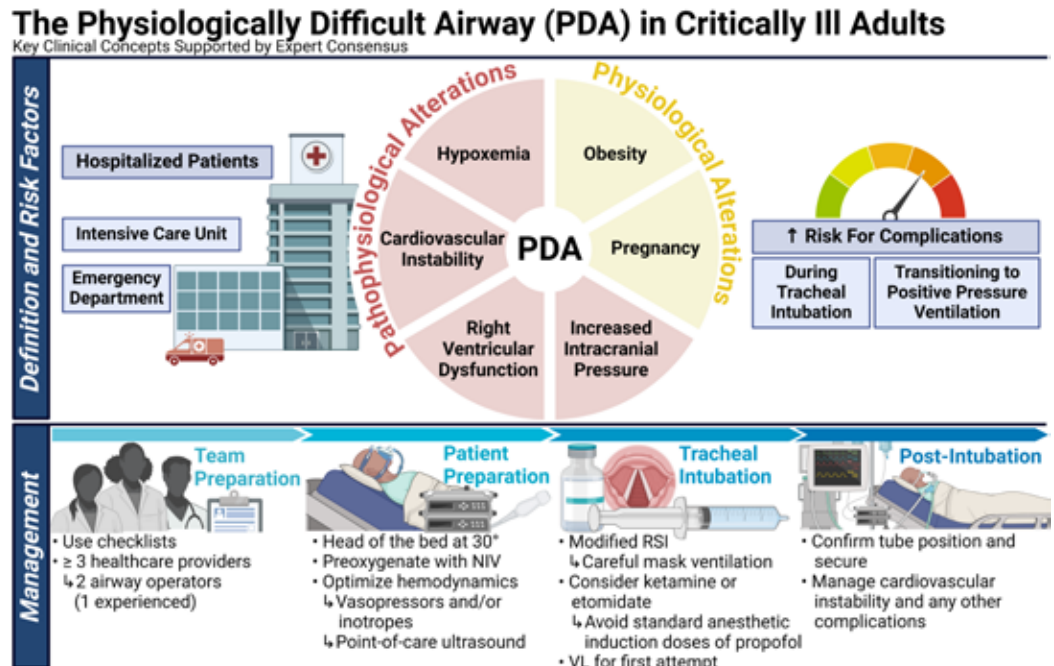 The Physiologically Difficult Airway (PDA) in Critically Ill Adults
Key Clinical Concepts Supported by Expert Consensus
Definition and Risk Factors
Hospitalized Patients
Intensive Care Unit
Emergency
Department
Pathophysiological Alterations
Physiological Alterations
Hypoxemia
Obesity
Cardiovascular
Instability
PDA
Pregnancy
Right
Ventricular
Dysfunction
Increased
Intracranial
Pressure
↑ Risk For Complications
During
Tracheal
Intubation
Transitioning to
Positive Pressure
Ventilation
Management
Team
Preparation
• Use checklists
• ≥ 3 healthcare providers
↳2 airway operators
(1 experienced)
Patient
Preparation
• Head of the bed at 30°
• Preoxygenate with NIV
• Optimize hemodynamics
↳Vasopressors and/or
inotropes
↳Point-of-care ultrasound
Tracheal
Intubation
• Modified RSI
↳Careful mask ventilation
• Consider ketamine or
etomidate
↳Avoid standard anesthetic
induction doses of propofol
• VL for first attempt
Post-Intubation
• Confirm tube position and
secure
• Manage cardiovascular
instability and any other
complications